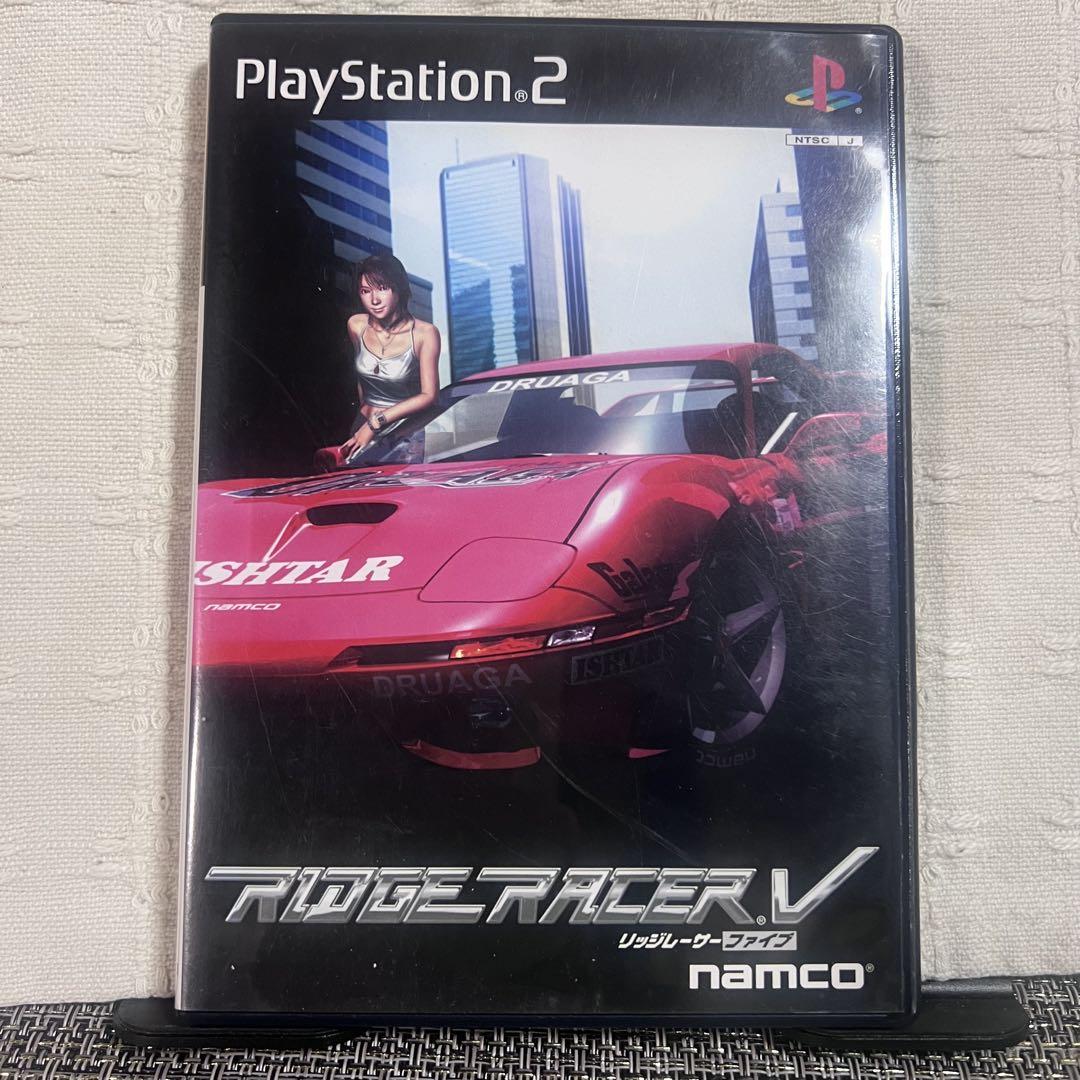 PlayStation®2
NTSC J
DRUAGA
ISHTAR
namco
DRUAGA
ISHTAR
namco
RIDGE RACER® V
リッジレーサーファイブ
namco®